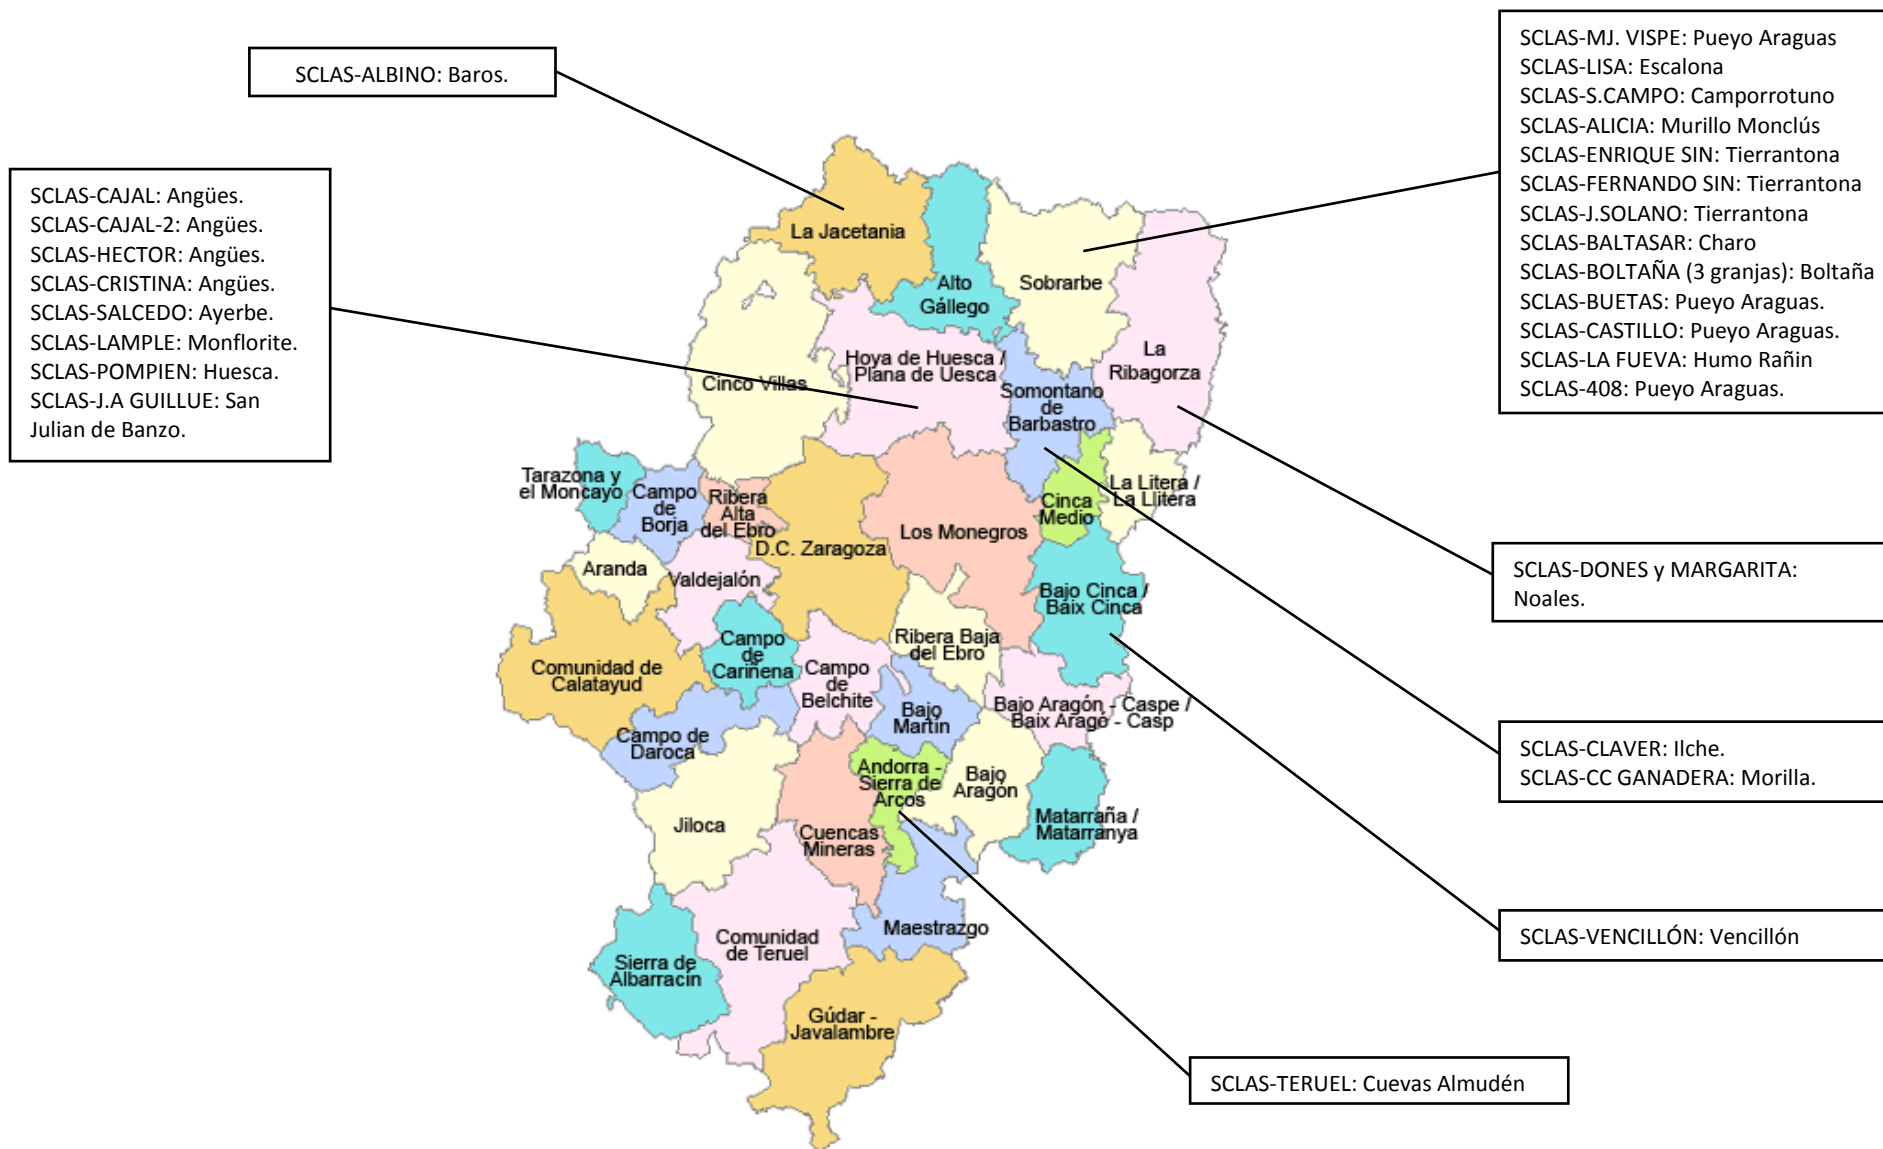 SCLAS-ALBINO: Baros.
SCLAS-MJ. VISPE: Pueyo Araguas
SCLAS-LISA: Escalona
SCLAS-S.CAMPO: Camporrotuno
SCLAS-ALICIA: Murillo Monclús
SCLAS-ENRIQUE SIN: Tierrantona
SCLAS-FERNANDO SIN: Tierrantona
SCLAS-J.SOLANO: Tierrantona
SCLAS-BALTASAR: Charo
SCLAS-BOLTAÑA (3 granjas): Boltaña
SCLAS-BUETAS: Pueyo Araguas.
SCLAS-CASTILLO: Pueyo Araguas.
SCLAS-LA FUEVA: Humo Rañin
SCLAS-408: Pueyo Araguas.
SCLAS-CAJAL: Angües.
SCLAS-CAJAL-2: Angües.
SCLAS-HECTOR: Angües.
SCLAS-CRISTINA: Angües.
SCLAS-SALCEDO: Ayerbe.
SCLAS-LAMPLE: Monflorite.
SCLAS-POMPIEN: Huesca.
SCLAS-J.A GUILLUE: San
Julian de Banzo.
La Jacetania
Alto
Gállego
Sobrarbe
La
Ribagorza
Hoya de Huesca /
Plana de Uesca
Cinco Villas
Somontano
de
Barbastro
Tarazona y
el Moncayo
Campo
de
Borja
Ribera
Alta
del Ebro
D.C. Zaragoza
Los Monegros
Cinca
Medio
La Litera /
La Llitera
Aranda
Valdejalón
Bajo Cinca /
Baix Cinca
SCLAS-DONES y MARGARITA:
Noales.
Comunidad de
Calatayud
Campo
de
Cariñena
Campo
de
Belchite
Ribera Baja
del Ebro
Bajo Aragón - Caspe /
Baix Aragó - Casp
Campo de
Daroca
Bajo
Martín
SCLAS-CLAVER: Ilche.
SCLAS-CC GANADERA: Morilla.
Jiloca
Cuencas
Mineras
Andorra -
Sierra de
Arcos
Bajo
Aragón
Matarraña /
Matarranya
SCLAS-VENCILLÓN: Vencillón
Maestrazgo
Comunidad
de Teruel
Sierra de
Albarracín
Gúdar -
Javalambre
SCLAS-TERUEL: Cuevas Almudén